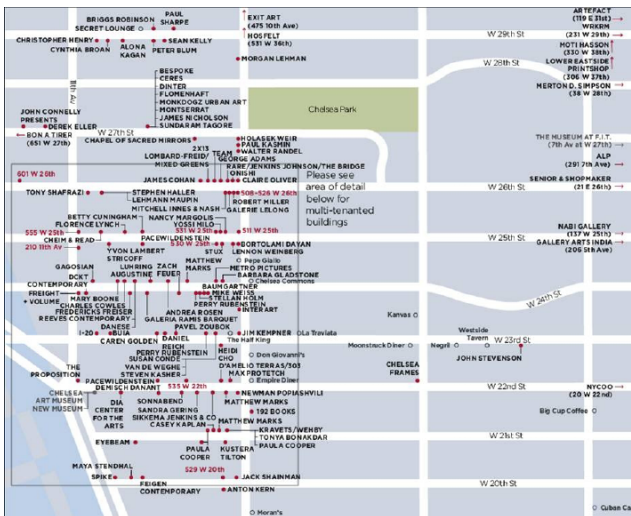 BRIGGS ROBINSON
SECRET LOUNGE
PAUL
SHARPE
CHRISTOPHER HENRY
CYNTHIA BROAN
ALONA
KAGAN
SEAN KELLY
PETER BLUM
EXIT ART
(475 10th Ave)
HOSFELT
(531 W 36th)
MORGAN LEHMAN
ARTEFACT
(119 E 31st)
WRKRM
(231 W 29th)
W 29th St
MOTI HASSON
(330 W 38th)
LOWER EASTSIDE
PRINTSHOP
(306 W 37th)
MERTON D. SIMPSON
(38 W 28th)
W 28th St
11th Av
BESPOKE
CERES
DINTER
FLOMENHAFT
MONKDOGZ URBAN ART
MONTSERRAT
JAMES NICHOLSON
SUNDARAM TAGORE
Chelsea Park
JOHN CONNELLY
PRESENTS
DEREK ELLER
W 27th St
BON A TIRER
(651 W 27th)
CHAPEL OF SACRED MIRRORS
HOLASEK WEIR
PAUL KASMIN
WALTER RANDEL
2X13
TEAM
GEORGE ADAMS
LOMBARD-FREID/
MIXED GREENS
RARE/JENKINS JOHNSON/THE BRIDGE
ONISHI
JAMES COHAN
CLAIRE OLIVER
THE MUSEUM AT F.I.T.
(7th Av at W 27th)
ALP
(291 7th Ave)
SENIOR & SHOPMAKER
(21 E 26th)
Please see
area of detail
below for
multi-tenanted
buildings
601 W 26th
W 26th St
TONY SHAFRAZI
STEPHEN HALLER
LEHMANN MAUPIN
MITCHELL INNES & NASH
508-526 W 26th
ROBERT MILLER
GALERIE LELONG
BETTY CUNINGHAM
FLORENCE LYNCH
NANCY MARGOLIS
YOSSI MILO
555 W 25th
CHEIM & READ
PACEWILDENSTEIN
531 W 25th
511 W 25th
W 25th St
NABI GALLERY
(137 W 25th)
GALLERY ARTS INDIA
(206 5th Ave)
210 11th Av
YVON LAMBERT
STRICOFF
530 W 25th
STUX
BORTOLAMI DAYAN
LENNON WEINBERG
Pepe Giallo
GAGOSIAN
DCKT
CONTEMPORARY
LUHRING
AUGUSTINE
ZACH
FEUER
MATTHEW
MARKS
METRO PICTURES
BARBARA GLADSTONE
Chelsea Commons
FREIGHT
+ VOLUME
MARY BOONE
CHARLES COWLES
FREDERICKS FREISER
REEVES CONTEMPORARY
DANESE
ANDREA ROSEN
GALERIA RAMIS BARQUET
BAUMGARTNER
MIKE WEISS
STELLAN HOLM
PERRY RUBENSTEIN
INTERART
W 24th St
Kamvas
I-20
BUIA
CAREN GOLDEN
DANIEL
REICH
PAVEL ZOUBOK
JIM KEMPNER
La Traviata
The Half King
PERRY RUBENSTEIN
SUSAN CONDE
VAN DE WEGHE
STEVEN KASHER
HEIDI
CHO
D'AMELIO TERRAS/303
MAX PROTETCH
Don Giovanni's
Empire Diner
Moonstruck Diner
Negril
Westside
Tavern
W 23rd St
JOHN STEVENSON
THE
PROPOSITION
PACEWILDENSTEIN
CHELSEA
FRAMES
W 22nd St
NYCOO
(20 W 22nd)
CHELSEA
ART MUSEUM
NEW MUSEUM
DEMISCH DANANT
535 W 22th
NEWMAN POPIASHVILI
DIA
CENTER
FOR THE
ARTS
SONNABEND
SANDRA GERING
SIKKEMA JENKINS & CO
CASEY KAPLAN
MATTHEW MARKS
192 BOOKS
MATTHEW MARKS
Big Cup Coffee
KRAVETS/WEHBY
TONYA BONAKDAR
PAULA COOPER
W 21st St
EYEBEAM
PAULA
COOPER
KUSTERA
TILTON
MAYA STENDHAL
529 W 20th
SPIKE
FEIGEN
CONTEMPORARY
JACK SHAINMAN
ANTON KERN
W 20th St
Moran's
Cuban Ca